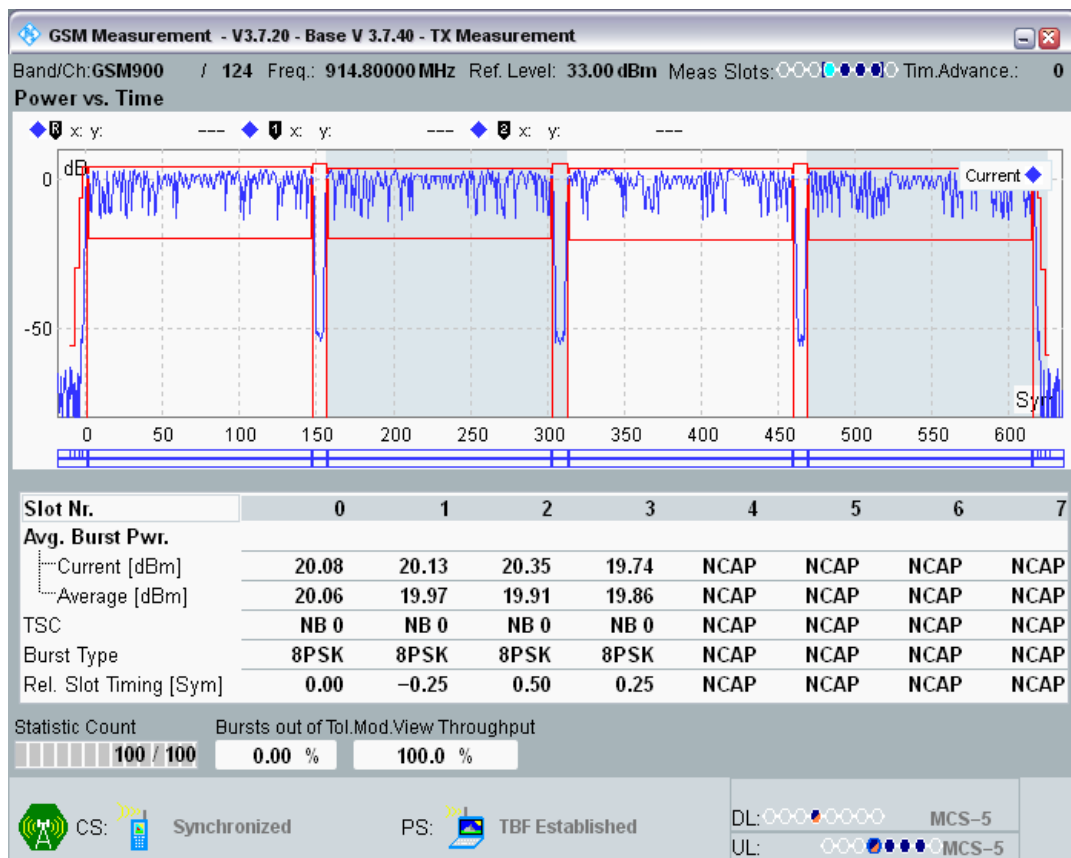 GSM Measurement - V3.7.20 - Base V 3.7.40 - TX Measurement
Band/Ch:GSM900 / 124 Freq.: 914.80000 MHz Ref. Level: 33.00 dBm Meas Slots: Tim.Advance.: 0
Power vs. Time
R x: y: --- 1 x: y: --- 2 x: y: ---
dB
0
Current
-50
Sym
0 50 100 150 200 250 300 350 400 450 500 550 600
Slot Nr. 0 1 2 3 4 5 6 7
Avg. Burst Pwr.
Current [dBm] 20.08 20.13 20.35 19.74 NCAP NCAP NCAP NCAP
Average [dBm] 20.06 19.97 19.91 19.86 NCAP NCAP NCAP NCAP
TSC NB 0 NB 0 NB 0 NB 0 NCAP NCAP NCAP NCAP
Burst Type 8PSK 8PSK 8PSK 8PSK NCAP NCAP NCAP NCAP
Rel. Slot Timing [Sym] 0.00 −0.25 0.50 0.25 NCAP NCAP NCAP NCAP
Statistic Count Bursts out of Tol.Mod.View Throughput
100 / 100 0.00 % 100.0 %
CS: Synchronized PS: TBF Established
DL: MCS−5
UL: MCS−5